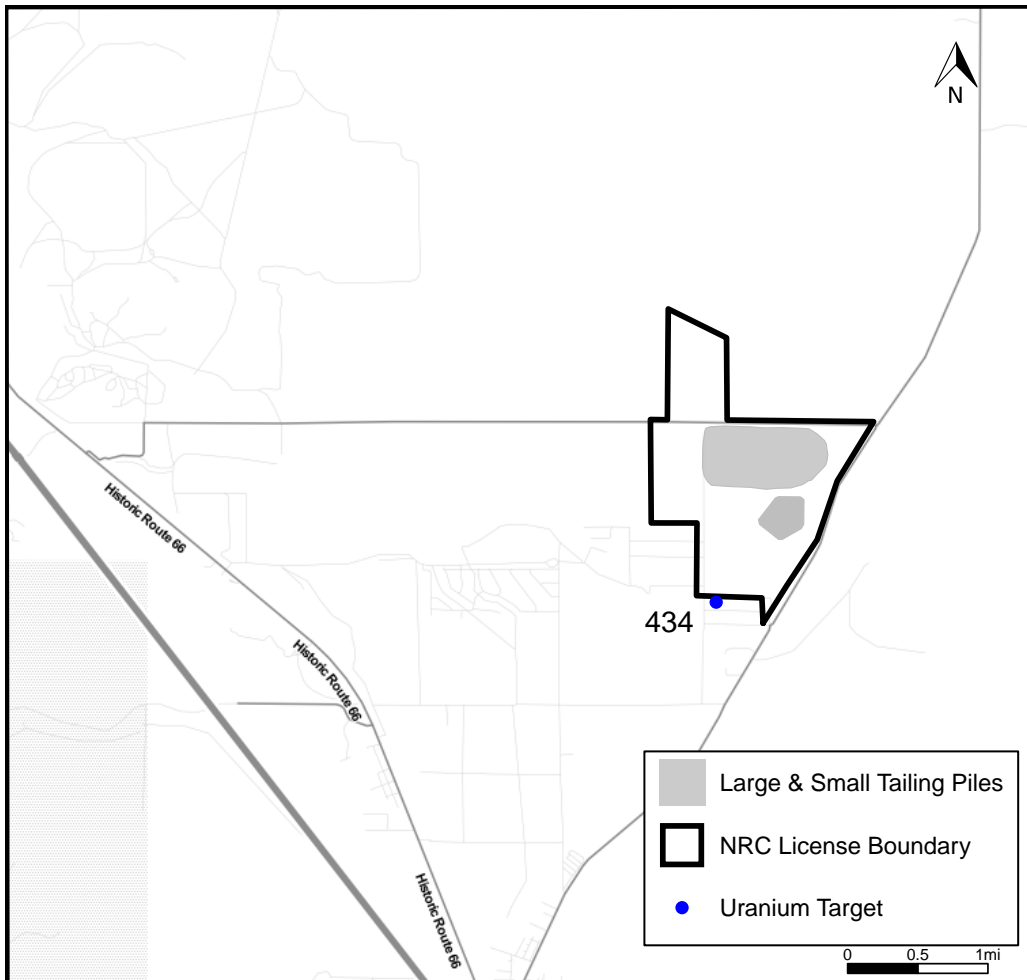 N
Historic Route 66
Historic Route 66
434
Historic Route 66
Large & Small Tailing Piles
NRC License Boundary
Uranium Target
0 0.5 1mi